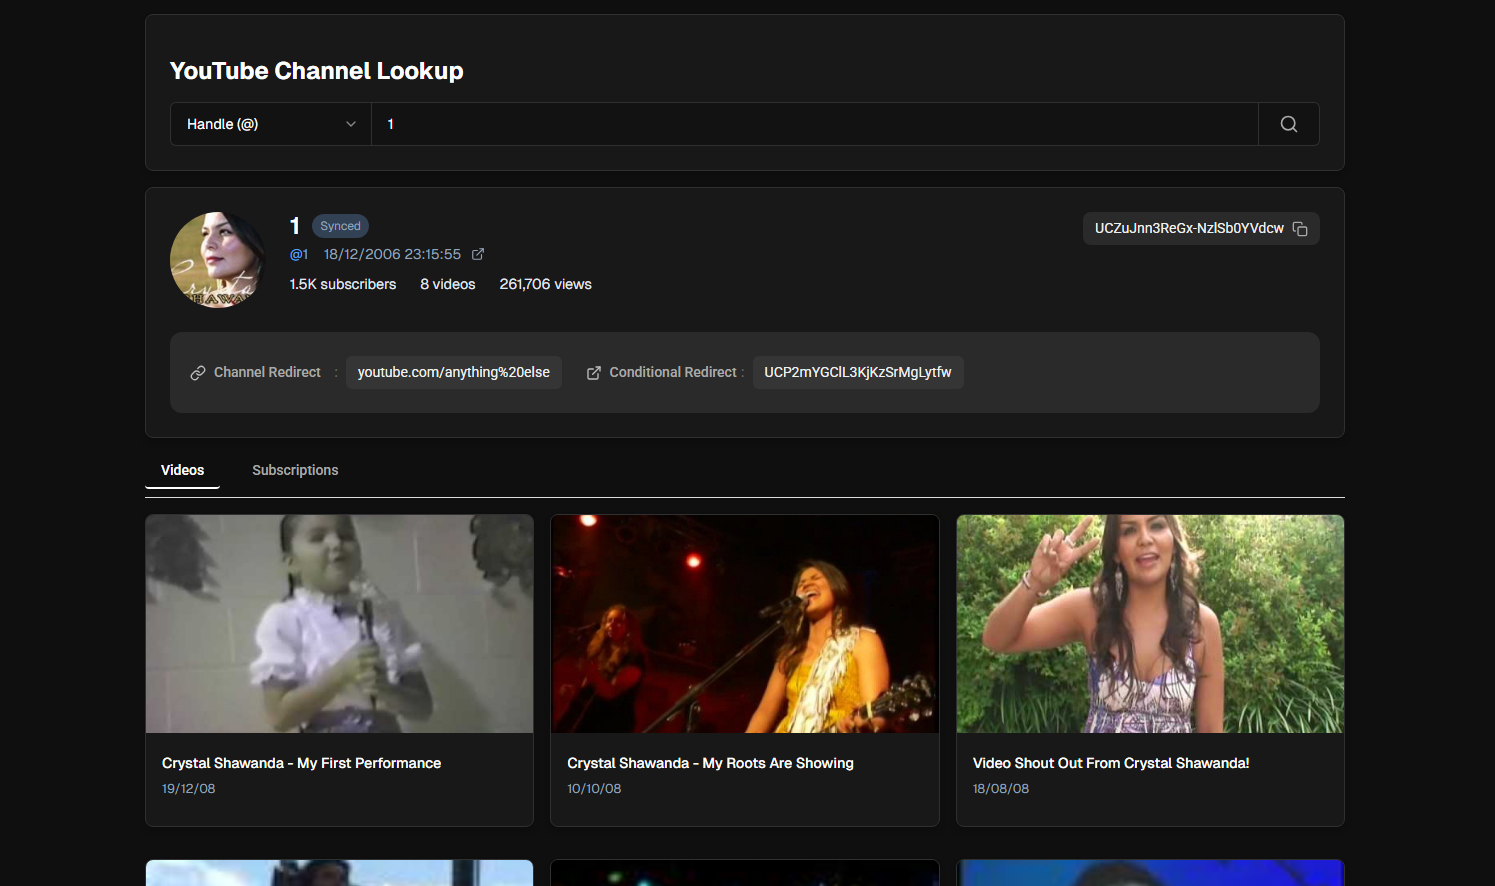 YouTube Channel Lookup
Handle (@)
1
1 Synced
UCZuJnn3ReGx-NzlSb0YVdcw
@1 18/12/2006 23:15:55
1.5K subscribers 8 videos 261,706 views
Crystal
SHAWAN
Channel Redirect : youtube.com/anything%20else Conditional Redirect : UCP2mYGClL3KjKzSrMgLytfw
Videos Subscriptions
Crystal Shawanda - My First Performance
19/12/08
Crystal Shawanda - My Roots Are Showing
10/10/08
Video Shout Out From Crystal Shawanda!
18/08/08